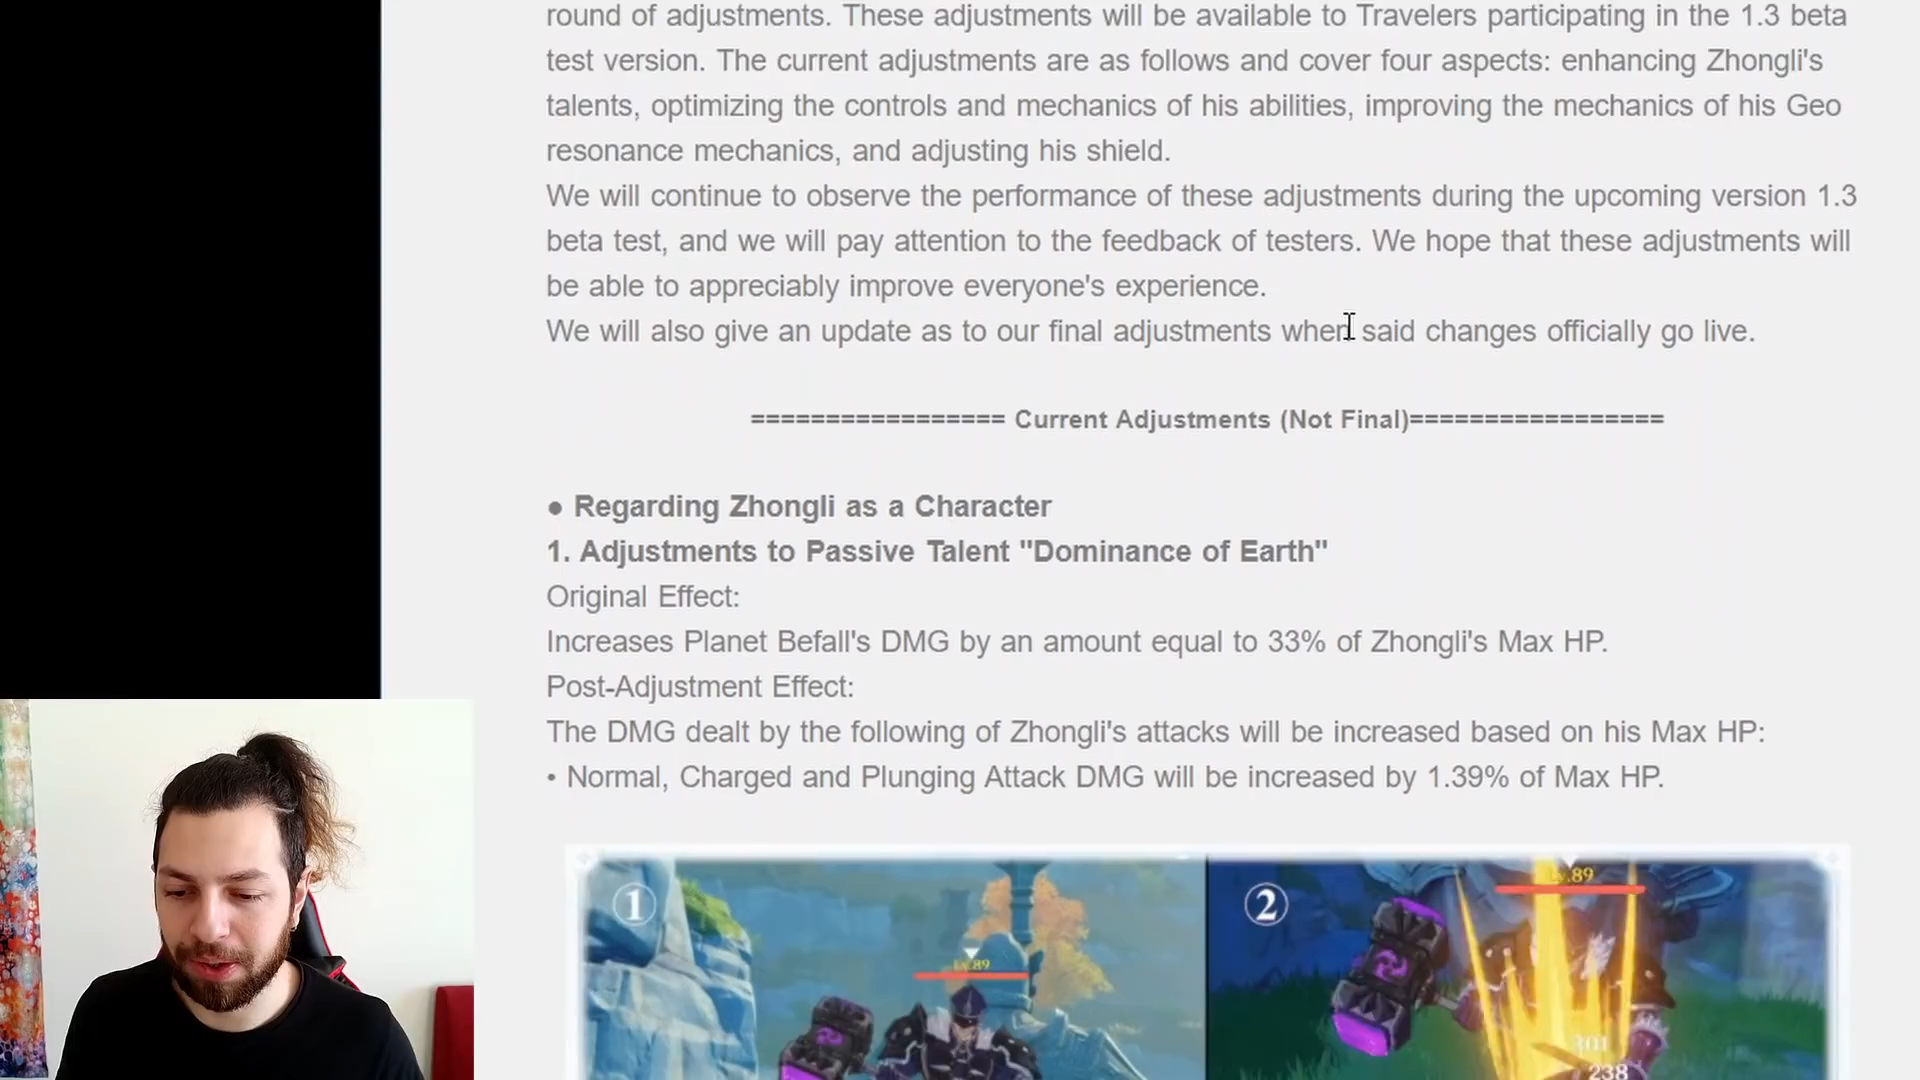 round of adjustments. These adjustments will be available to Travelers participating in the 1.3 beta
test version. The current adjustments are as follows and cover four aspects: enhancing Zhongli's
talents, optimizing the controls and mechanics of his abilities, improving the mechanics of his Geo
resonance mechanics, and adjusting his shield.
We will continue to observe the performance of these adjustments during the upcoming version 1.3
beta test, and we will pay attention to the feedback of testers. We hope that these adjustments will
be able to appreciably improve everyone's experience.
We will also give an update as to our final adjustments when said changes officially go live.
================= Current Adjustments (Not Final)=================
● Regarding Zhongli as a Character
1. Adjustments to Passive Talent "Dominance of Earth"
Original Effect:
Increases Planet Befall's DMG by an amount equal to 33% of Zhongli's Max HP.
Post-Adjustment Effect:
The DMG dealt by the following of Zhongli's attacks will be increased based on his Max HP:
• Normal, Charged and Plunging Attack DMG will be increased by 1.39% of Max HP.
1
2
Lv.89
Lv.89
301
238